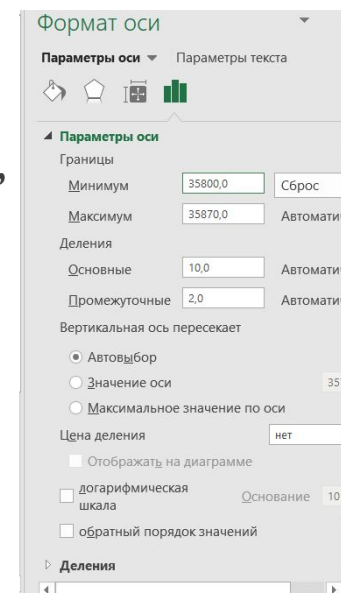 Формат оси
Параметры оси Параметры текста
Параметры оси
Границы
Минимум 35800,0 Сброс
Максимум 35870,0 Автомати
Деления
Основные 10,0 Автомати
Промежуточные 2,0 Автомати
Вертикальная ось пересекает
Автовыбор
Значение оси 35
Максимальное значение по оси
Цена деления нет
Отображать на диаграмме
логарифмическая
шкала Основание 10
обратный порядок значений
Деления
,